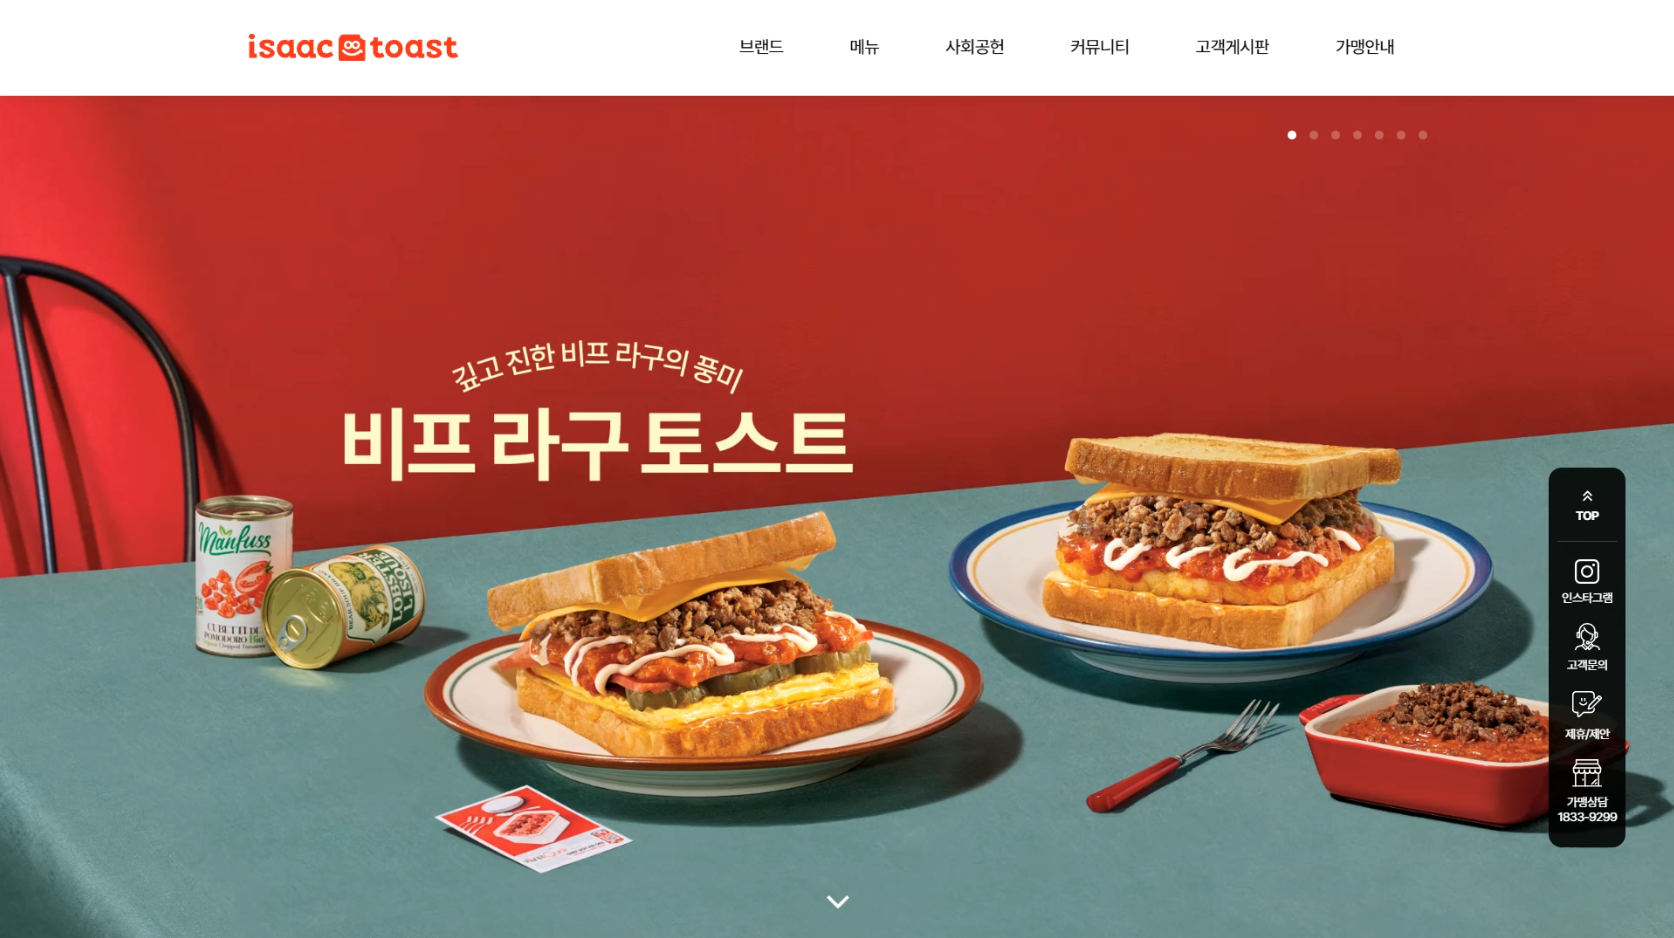 isaac toast
브랜드
메뉴
사회공헌
커뮤니티
고객게시판
가맹안내
깊고 진한 비프 라구의 풍미
비프 라구 토스트
Manfuss
CUBETTI DI
POMODORO Bio
TOP
인스타그램
고객문의
제휴/제안
가맹상담
1833-9299